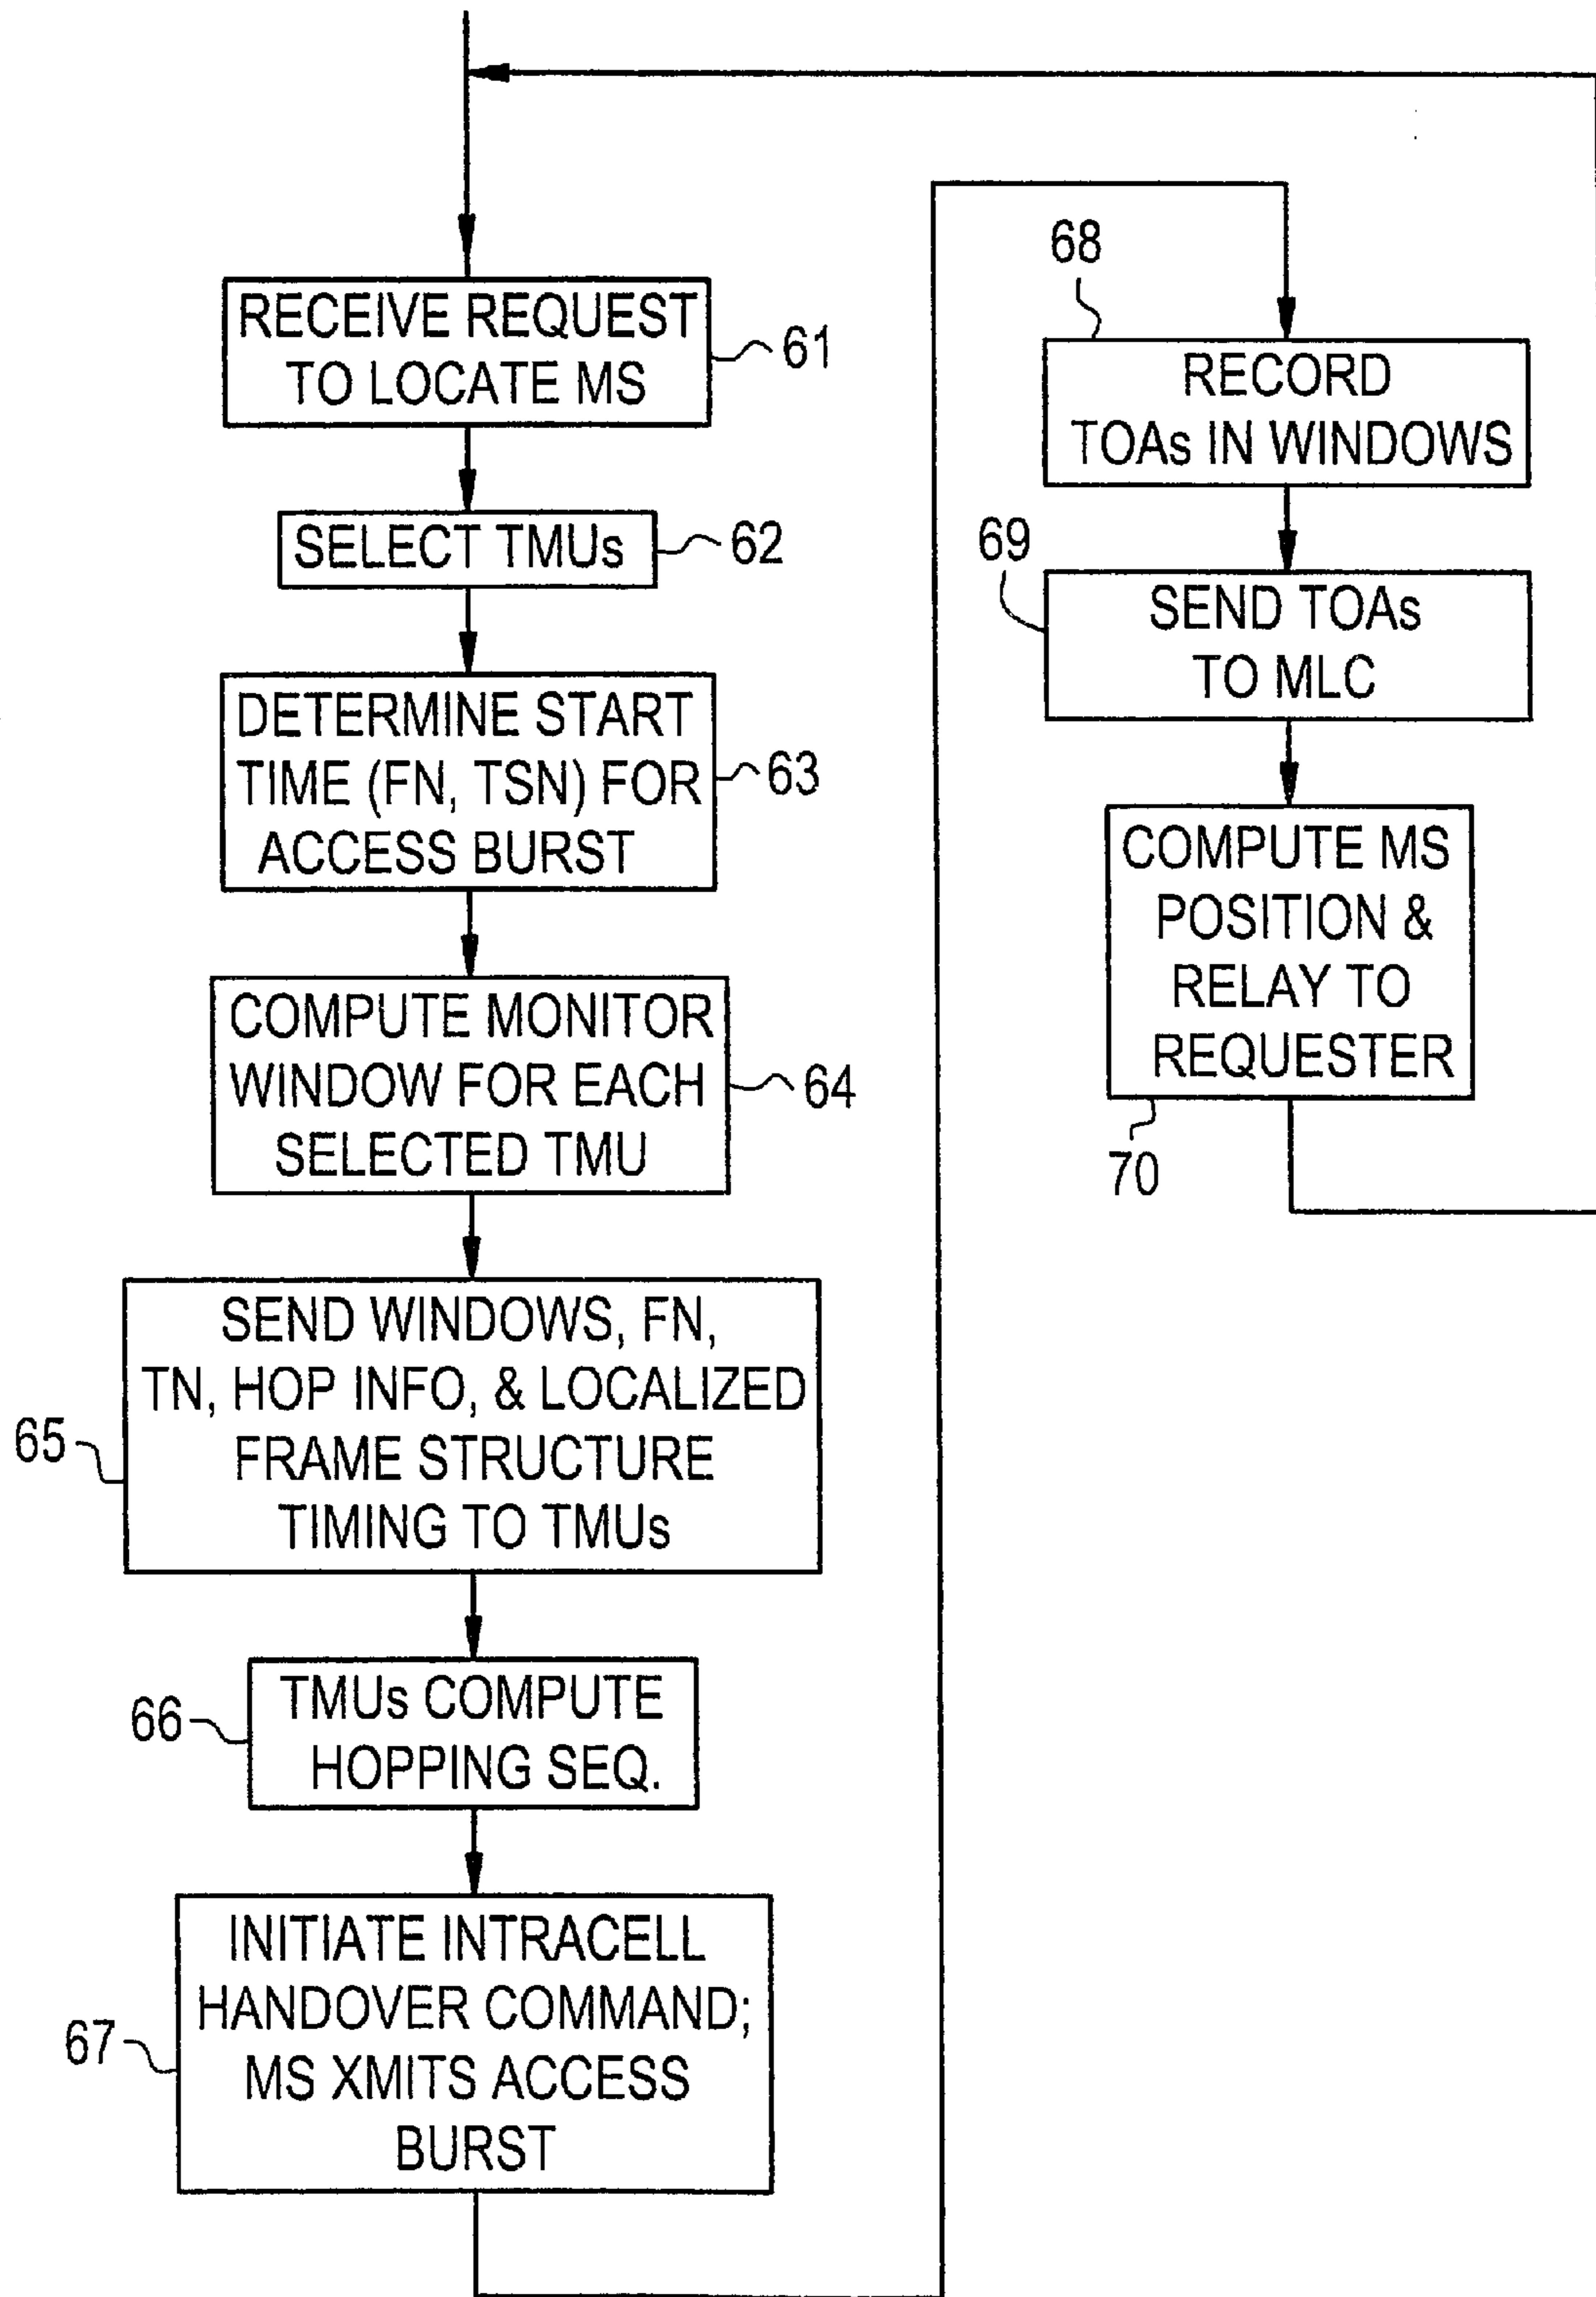 RECEIVE REQUEST
TO LOCATE MS
61
SELECT TMUs
62
DETERMINE START
TIME (FN, TSN) FOR
ACCESS BURST
63
COMPUTE MONITOR
WINDOW FOR EACH
SELECTED TMU
64
SEND WINDOWS, FN,
TN, HOP INFO, & LOCALIZED
FRAME STRUCTURE
TIMING TO TMUs
65
TMUs COMPUTE
HOPPING SEQ.
66
INITIATE INTRACELL
HANDOVER COMMAND;
MS XMITS ACCESS
BURST
67
68
RECORD
TOAs IN WINDOWS
69
SEND TOAs
TO MLC
COMPUTE MS
POSITION &
RELAY TO
REQUESTER
70